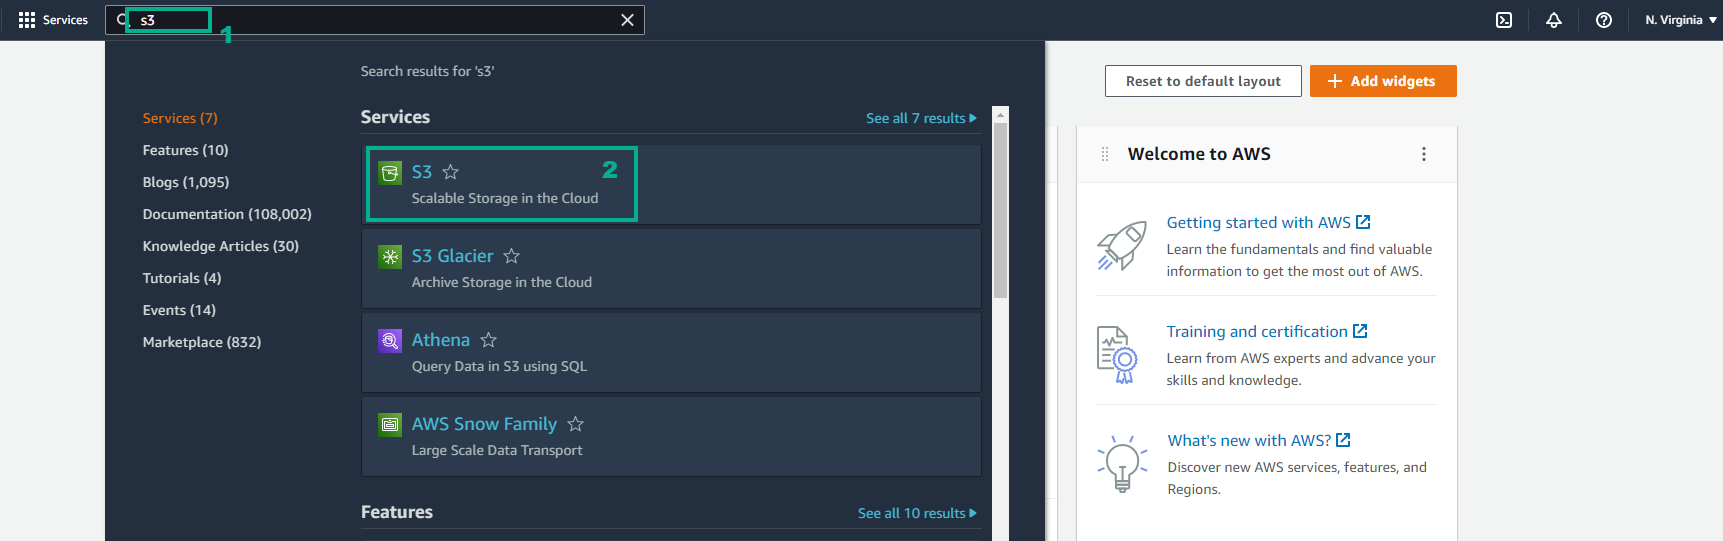 Services
s3
1
N. Virginia
Search results for 's3'
Services (7)
Features (10)
Blogs (1,095)
Documentation (108,002)
Knowledge Articles (30)
Tutorials (4)
Events (14)
Marketplace (832)
Services
See all 7 results
S3
2
Scalable Storage in the Cloud
S3 Glacier
Archive Storage in the Cloud
Athena
Query Data in S3 using SQL
AWS Snow Family
Large Scale Data Transport
Features
See all 10 results
Reset to default layout
Add widgets
Welcome to AWS
Getting started with AWS
Learn the fundamentals and find valuable
information to get the most out of AWS.
Training and certification
Learn from AWS experts and advance your
skills and knowledge.
What's new with AWS?
Discover new AWS services, features, and
Regions.